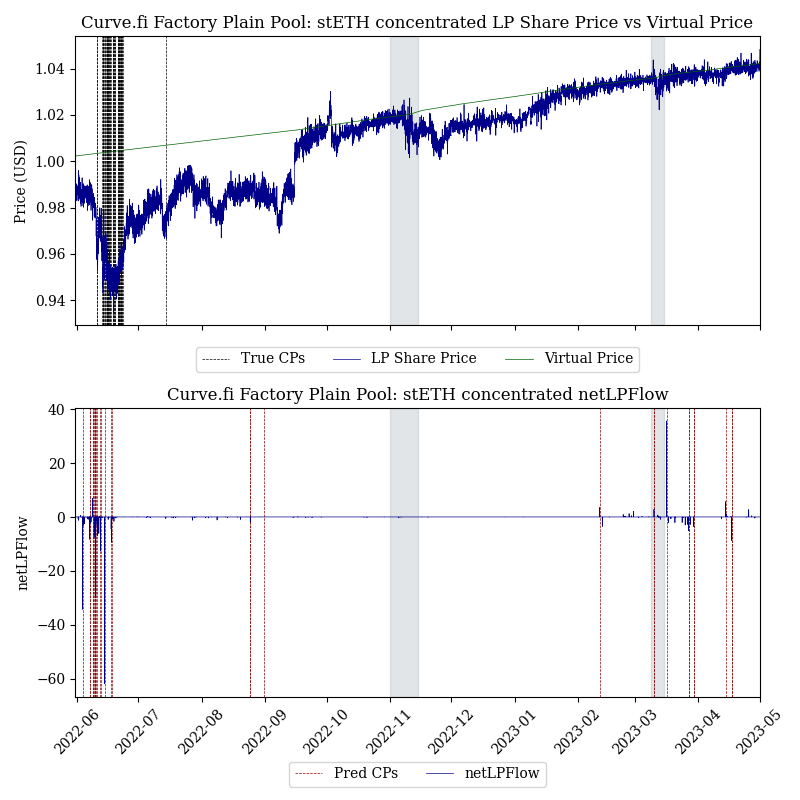 Curve.fi Factory Plain Pool: stETH concentrated LP Share Price vs Virtual Price
1.04
1.02
1.00
0.98
0.96
0.94
Price (USD)
True CPs LP Share Price Virtual Price
Curve.fi Factory Plain Pool: stETH concentrated netLPFlow
40
20
0
−20
−40
−60
netLPFlow
2022-06 2022-07 2022-08 2022-09 2022-10 2022-11 2022-12 2023-01 2023-02 2023-03 2023-04 2023-05
Pred CPs netLPFlow